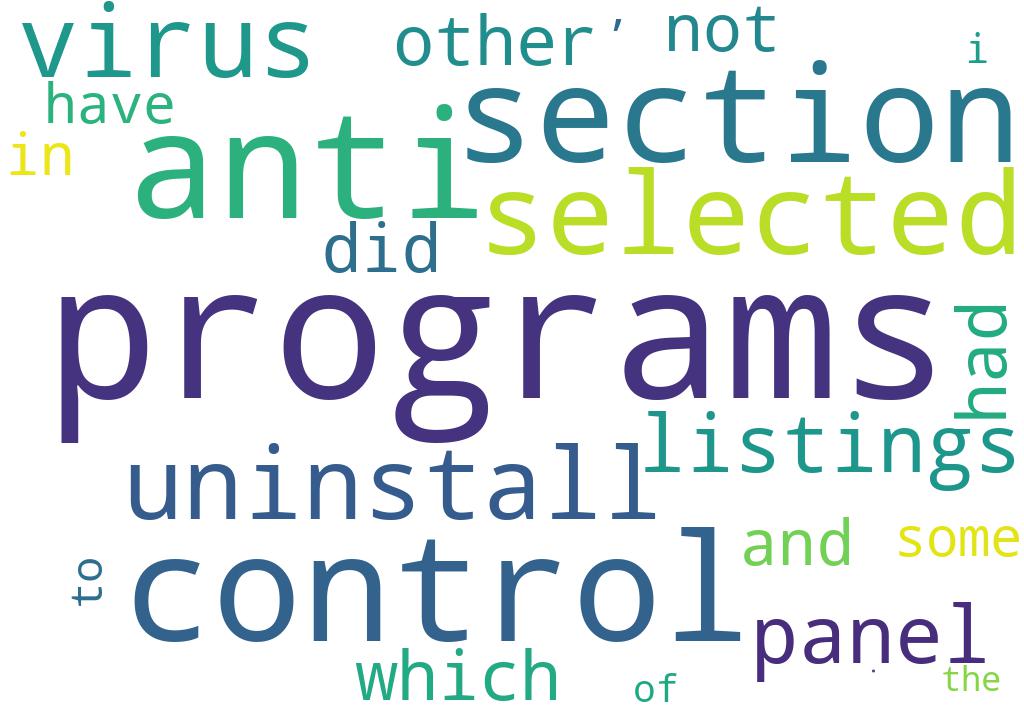 virus other ' not i
have section
in anti
selected
did
programs had
listings
uninstall
and some
to control
panel
which of . the